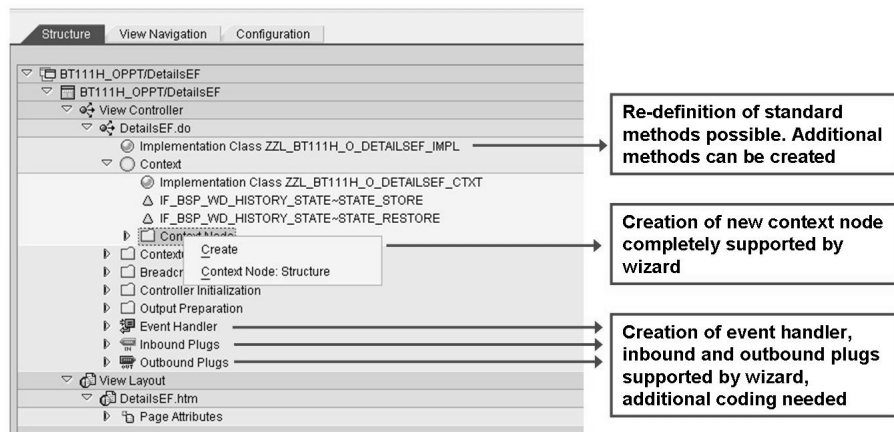 Structure View Navigation Configuration
BT111H_OPPT/DetailsEF
BT111H_OPPT/DetailsEF
View Controller
DetailsEF.do
Implementation Class ZZL_BT111H_O_DETAILSEF_IMPL
Context
Implementation Class ZZL_BT111H_O_DETAILSEF_CTXT
IF_BSP_WD_HISTORY_STATE~STATE_STORE
IF_BSP_WD_HISTORY_STATE~STATE_RESTORE
Context Node
Create
Context Node: Structure
Controller Initialization
Output Preparation
Event Handler
Inbound Plugs
Outbound Plugs
View Layout
DetailsEF.htm
Page Attributes
Re-definition of standard
methods possible. Additional
methods can be created
Creation of new context node
completely supported by
wizard
Creation of event handler,
inbound and outbound plugs
supported by wizard,
additional coding needed